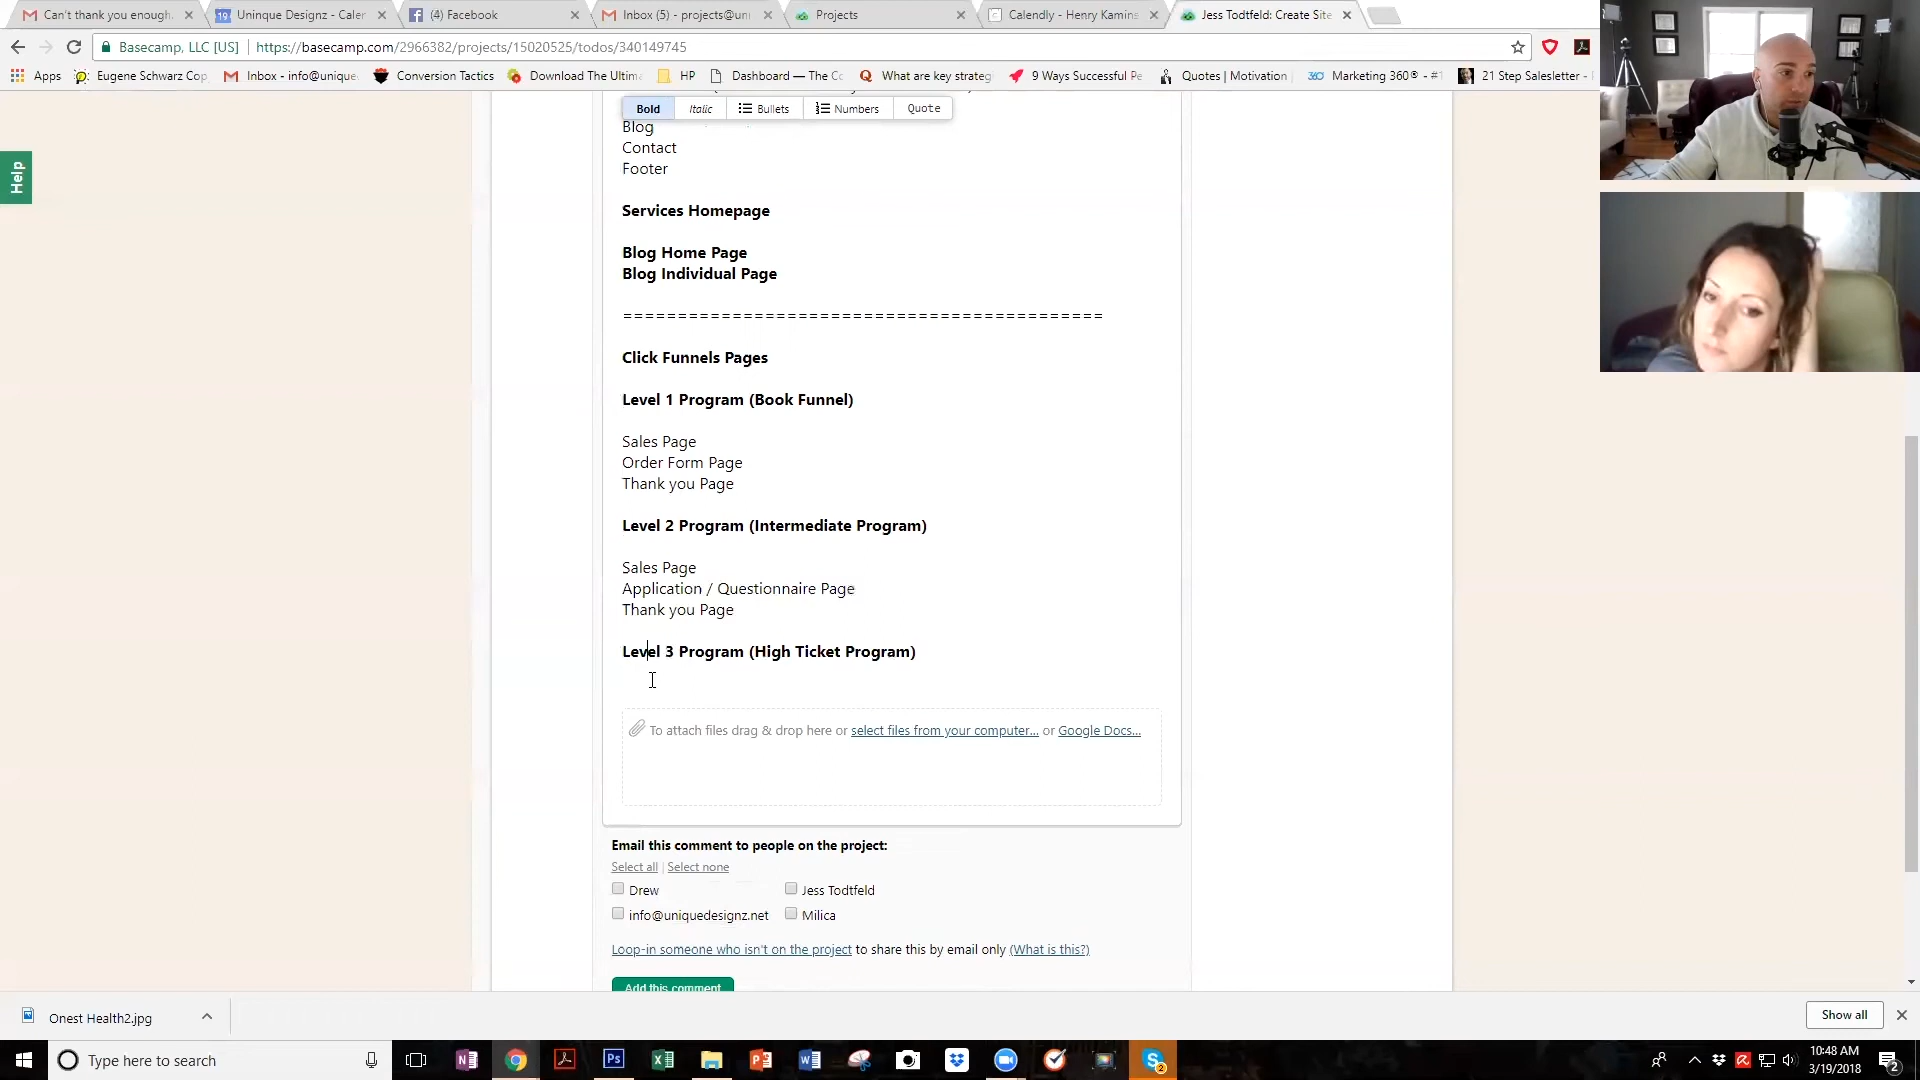 Can't thank you enough.
Uninque Designz - Caler
(4) Facebook
Inbox (5) - projects@uni
Projects
Calendly - Henry Kamins
Jess Todtfeld: Create Site
Basecamp, LLC [US]
https://basecamp.com/2966382/projects/15020525/todos/340149745
Apps
Eugene Schwarz Cop
Inbox - info@unique
Conversion Tactics
Download The Ultim
HP
Dashboard — The Co
What are key strateg
9 Ways Successful Pe
Quotes | Motivation
Marketing 360® - #1
21 Step Salesletter -
Bold
Italic
Bullets
Numbers
Quote
Help
Blog
Contact
Footer
Services Homepage
Blog Home Page
Blog Individual Page
============================================
Click Funnels Pages
Level 1 Program (Book Funnel)
Sales Page
Order Form Page
Thank you Page
Level 2 Program (Intermediate Program)
Sales Page
Application / Questionnaire Page
Thank you Page
Level 3 Program (High Ticket Program)
To attach files drag & drop here or select files from your computer... or Google Docs...
Email this comment to people on the project:
Select all | Select none
Drew
Jess Todtfeld
info@uniquedesignz.net
Milica
Loop-in someone who isn't on the project to share this by email only (What is this?)
Add this comment
Onest Health2.jpg
Show all
Type here to search
10:48 AM
3/19/2018